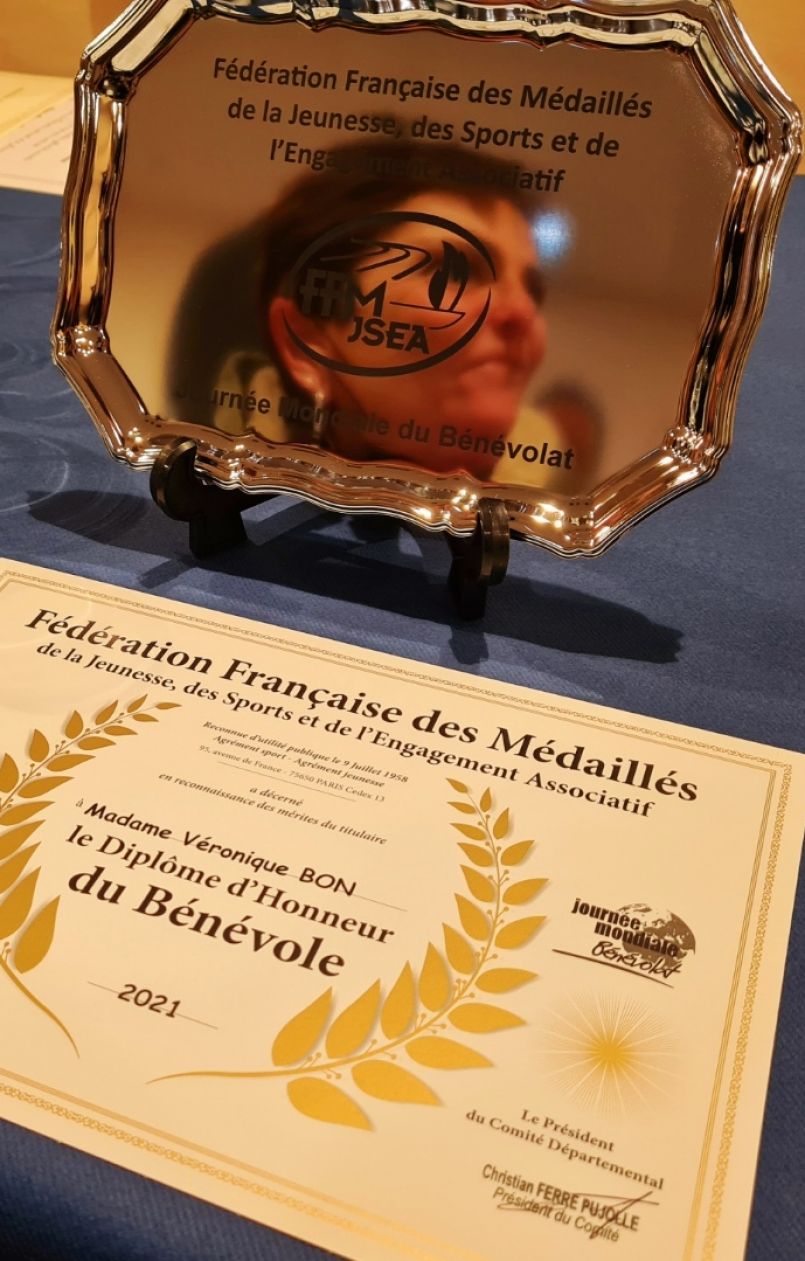 Fédération Française des Médaillés
de la Jeunesse, des Sports et de
l'Engagement Associatif
FFM
JSEA
Journée Mondiale du Bénévolat
Fédération Française des Médaillés
de la Jeunesse, des Sports et de l'Engagement Associatif
Reconnue d'utilité publique le 9 Juillet 1958
Agrément sport - Agrément jeunesse
95, avenue de France - 75650 PARIS Cedex 13
a décerné
en reconnaissance des mérites du titulaire
à Madame Véronique BON
le Diplôme d'Honneur
du Bénévole
2021
journée
mondiale
Bénévolat
Le Président
du Comité Départemental
Christian FERRE PUJOLLE
Président du Comité